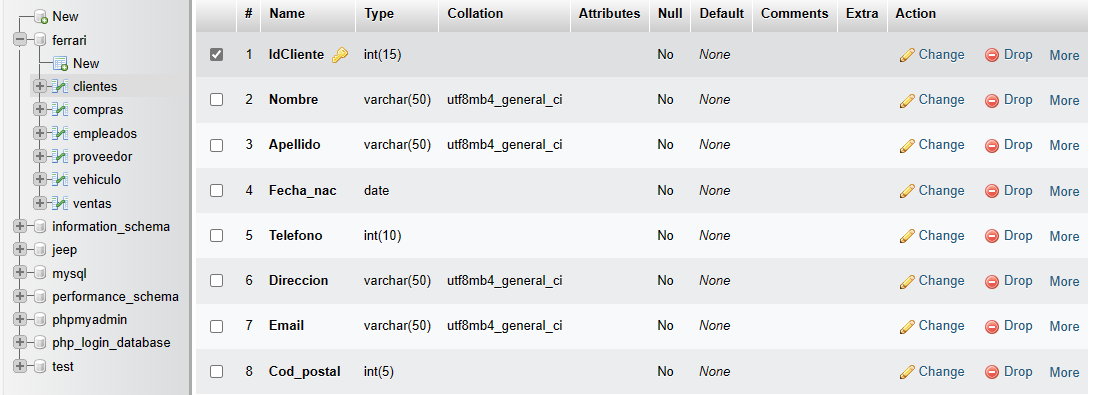 New
ferrari
New
clientes
compras
empleados
proveedor
vehiculo
ventas
information_schema
jeep
mysql
performance_schema
phpmyadmin
php_login_database
test
# Name Type Collation Attributes Null Default Comments Extra Action
1 IdCliente int(15) No None Change Drop More
2 Nombre varchar(50) utf8mb4_general_ci No None Change Drop More
3 Apellido varchar(50) utf8mb4_general_ci No None Change Drop More
4 Fecha_nac date No None Change Drop More
5 Telefono int(10) No None Change Drop More
6 Direccion varchar(50) utf8mb4_general_ci No None Change Drop More
7 Email varchar(50) utf8mb4_general_ci No None Change Drop More
8 Cod_postal int(5) No None Change Drop More